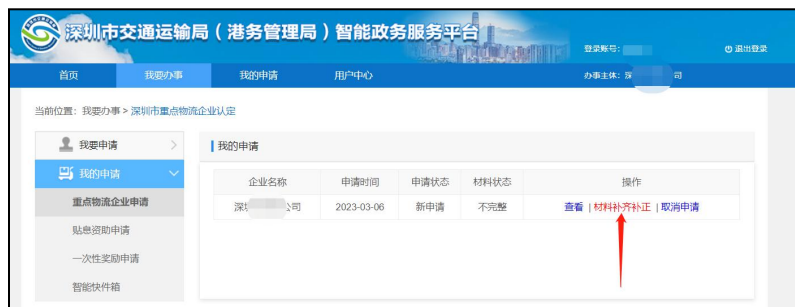 深圳市交通运输局（港务管理局）智能政务服务平台
登录账号：
退出登录
首页 我要办事 我的申请 用户中心 办事主体：深 司
当前位置：我要办事 > 深圳市重点物流企业认定
我要申请
我的申请
重点物流企业申请
贴息资助申请
一次性奖励申请
智能快件箱
我的申请
企业名称 申请时间 申请状态 材料状态 操作
深圳 公司 2023-03-06 新申请 不完整 查看 | 材料补齐补正 | 取消申请